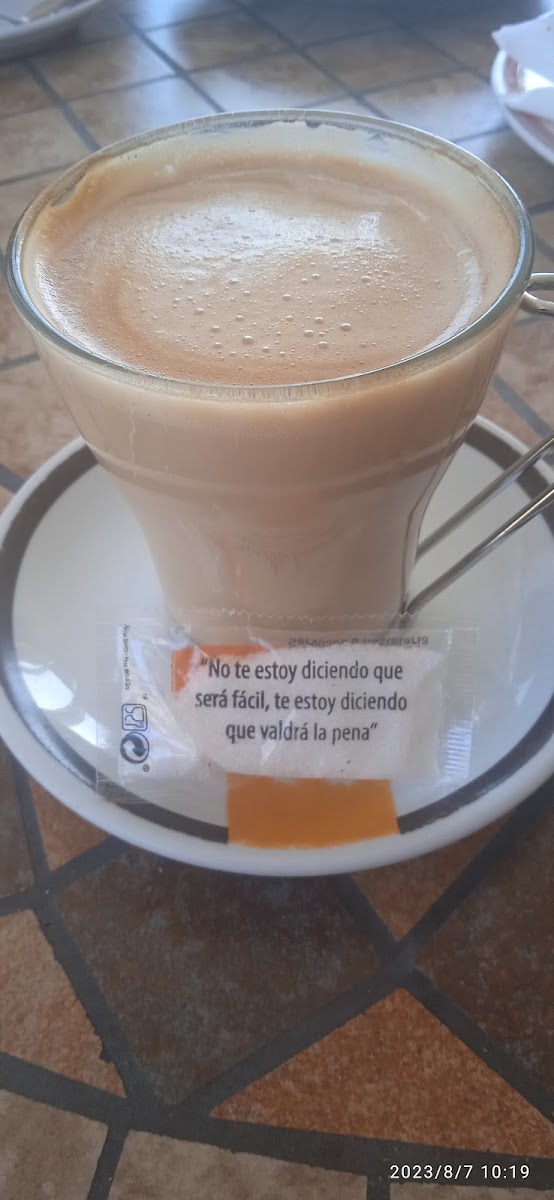 "No te estoy diciendo que
será fácil, te estoy diciendo
que valdrá la pena"
2023/8/7 10:19